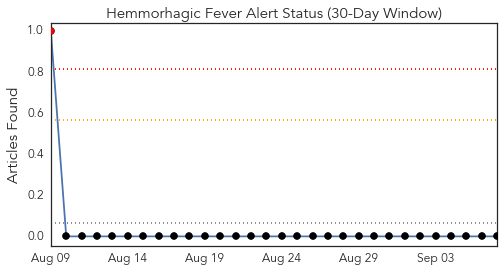 Hemmorhagic Fever Alert Status (30-Day Window)
Articles Found
1.0
0.8
0.6
0.4
0.2
0.0
Aug 09 Aug 14 Aug 19 Aug 24 Aug 29 Sep 03